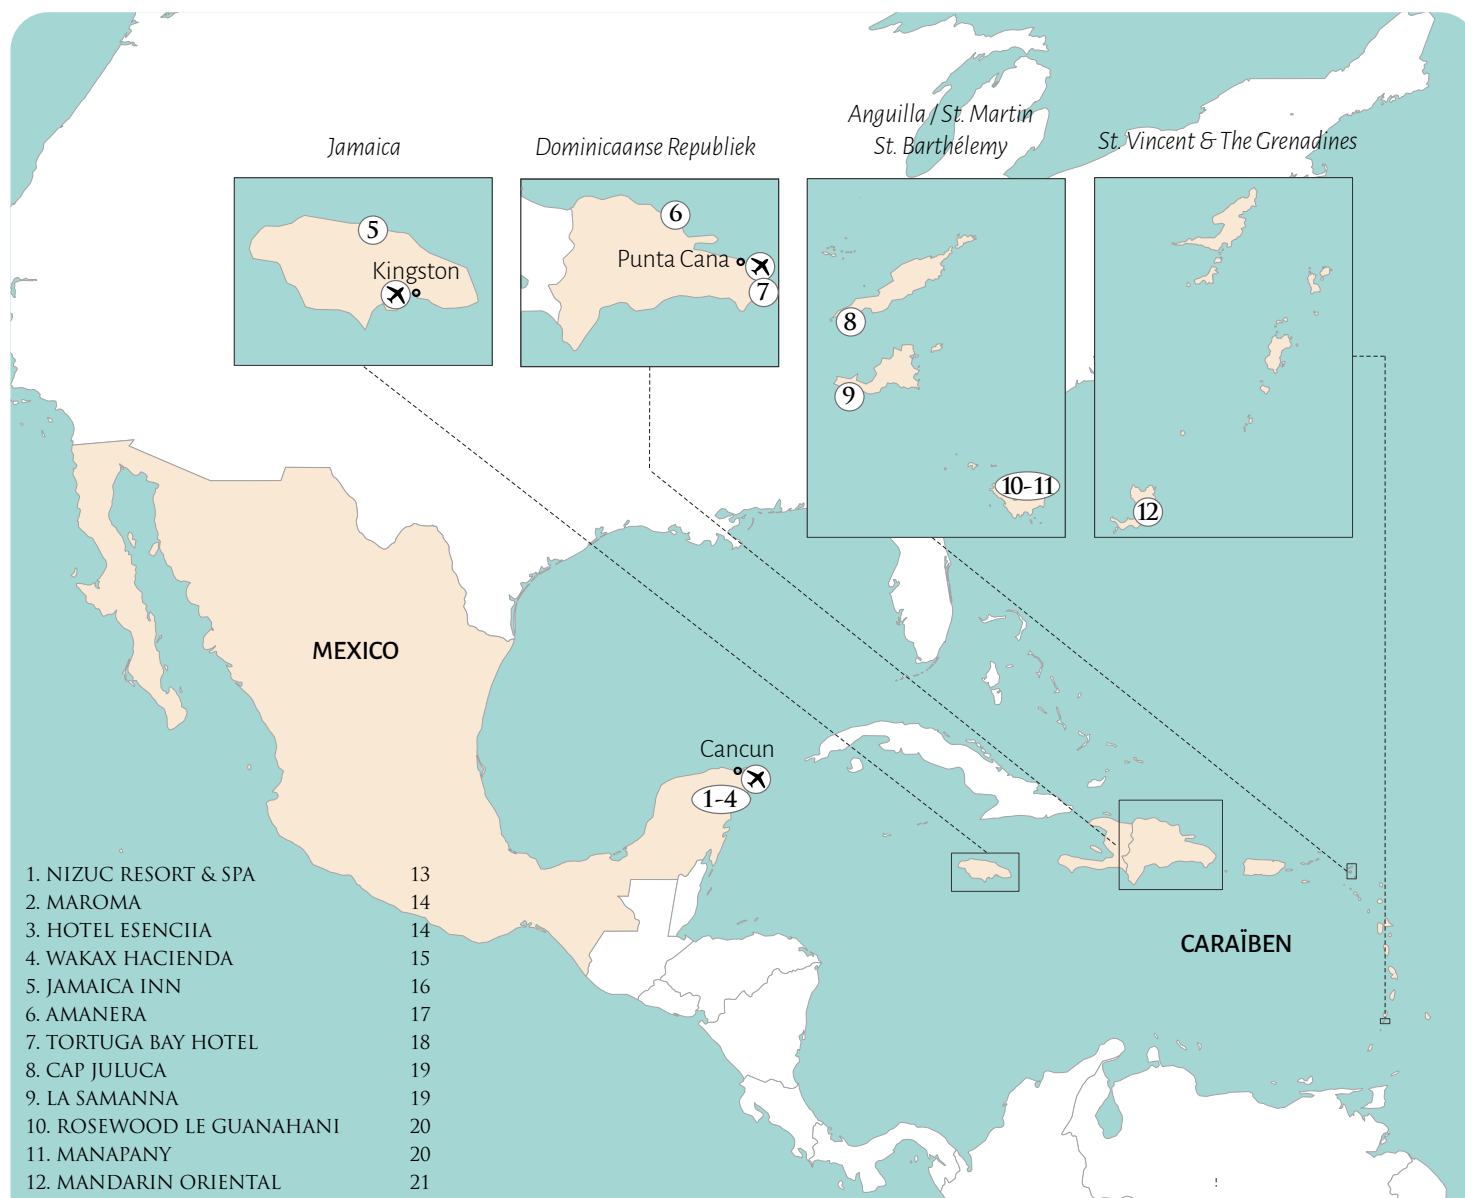 Anguilla / St. Martin
St. Barthélemy
Jamaica
Dominicaanse Republiek
St. Vincent & The Grenadines
5
Kingston
6
Punta Cana
7
8
9
10-11
12
MEXICO
Cancun
1-4
CARAÏBEN
1. NIZUC RESORT & SPA 13
2. MAROMA 14
3. HOTEL ESENCIIA 14
4. WAKAX HACIENDA 15
5. JAMAICA INN 16
6. AMANERA 17
7. TORTUGA BAY HOTEL 18
8. CAP JULUCA 19
9. LA SAMANNA 19
10. ROSEWOOD LE GUANAHANI 20
11. MANAPANY 20
12. MANDARIN ORIENTAL 21